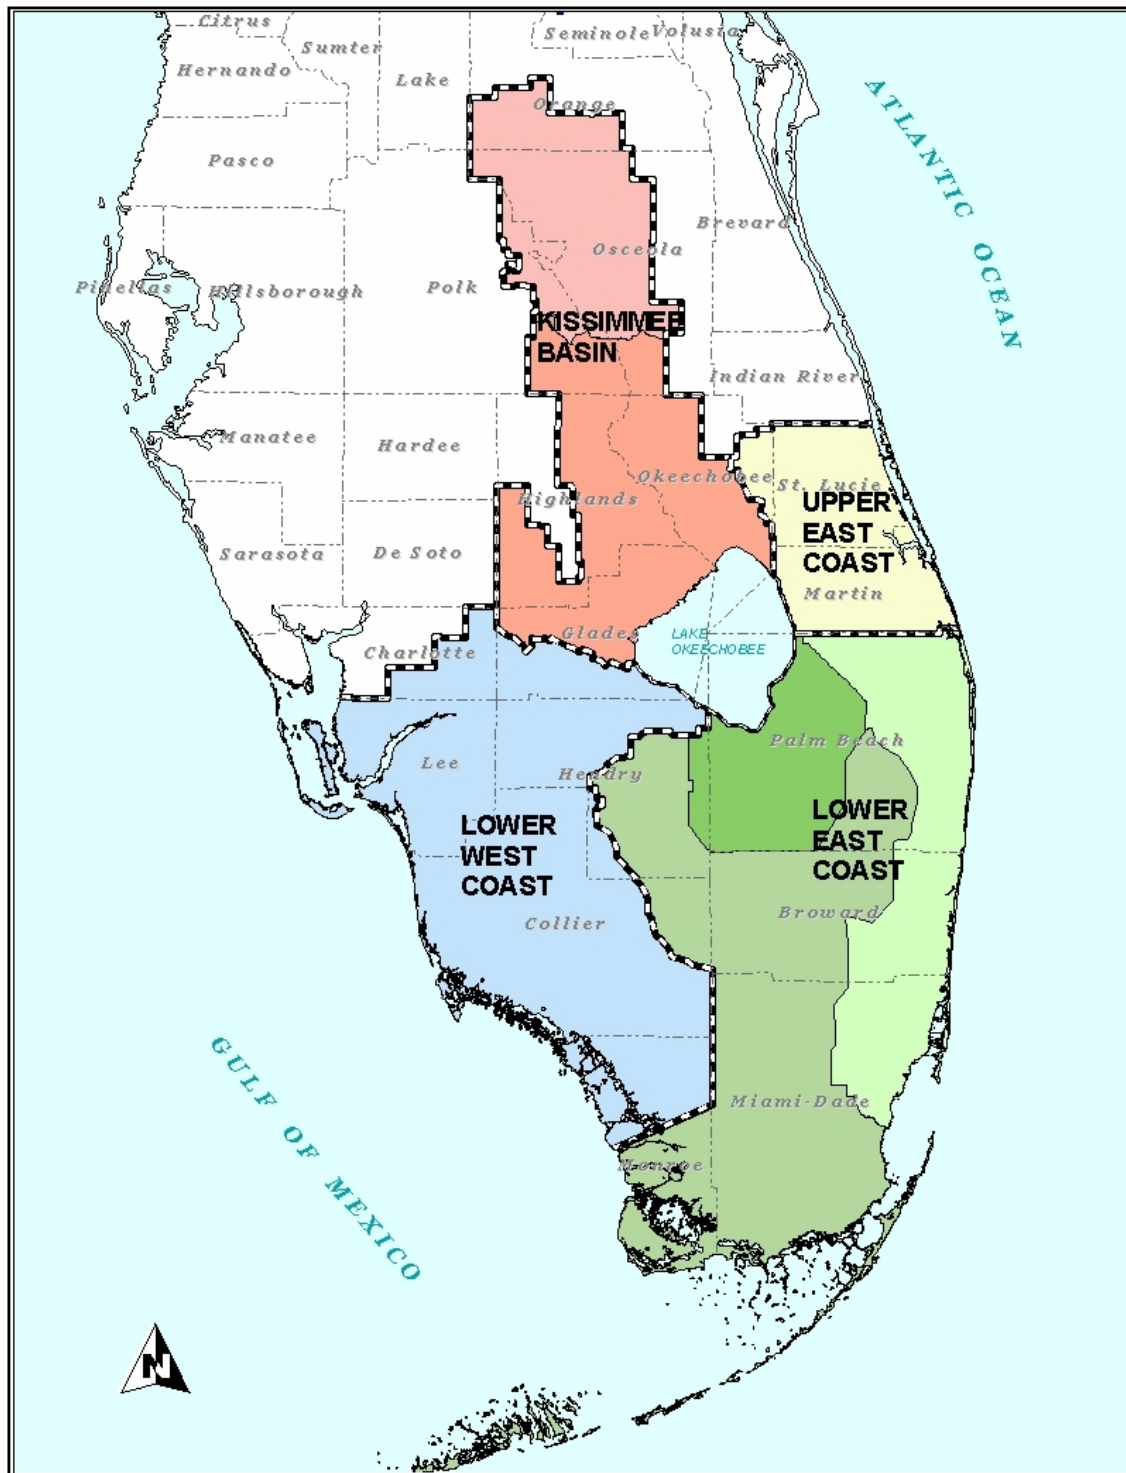 Citrus
Sumter
Seminole
Volusia
Hernando
Lake
Orange
ATLANTIC OCEAN
Pasco
Brevard
Osceola
Pinellas
Hillsborough
Polk
KISSIMMEE
BASIN
Indian River
Manatee
Hardee
Okeechobee
St. Lucie
Highlands
UPPER
EAST
COAST
Sarasota
De Soto
Martin
Glades
LAKE
OKEECHOBEE
Charlotte
Palm Beach
Lee
Hendry
LOWER
WEST
COAST
LOWER
EAST
COAST
Collier
Broward
GULF OF MEXICO
Miami-Dade
Monroe
N